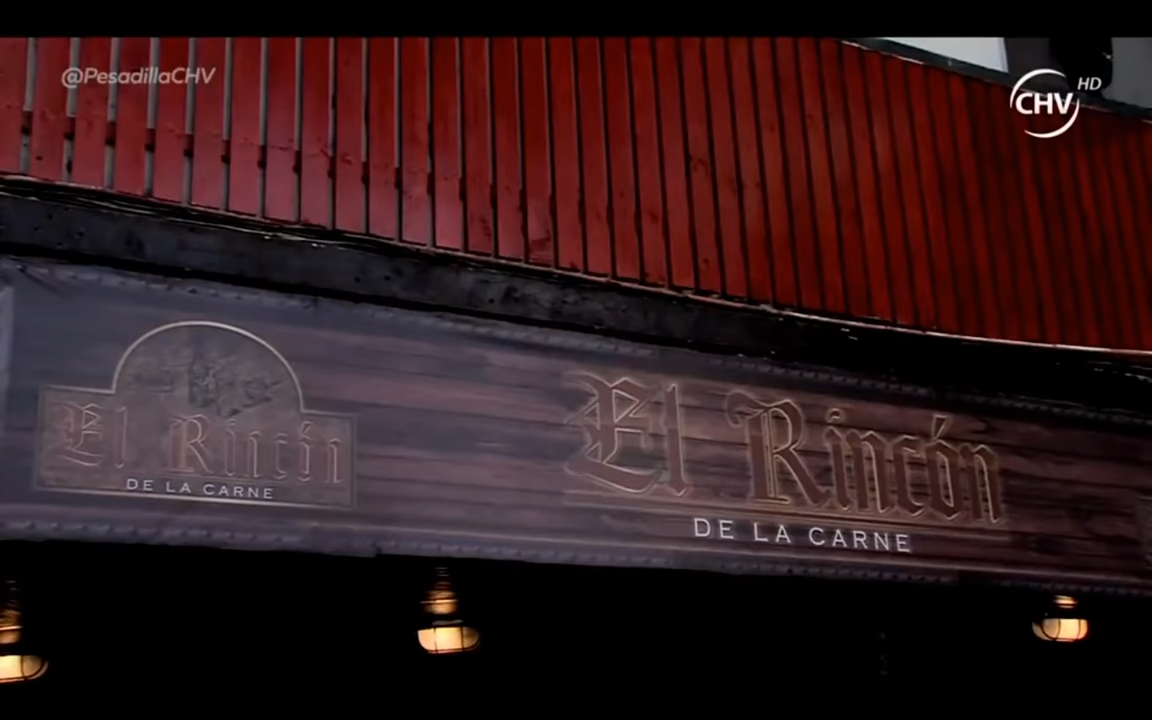 @PesadillaCHV
CHV HD
El Rincón
DE LA CARNE
El Rincón
DE LA CARNE